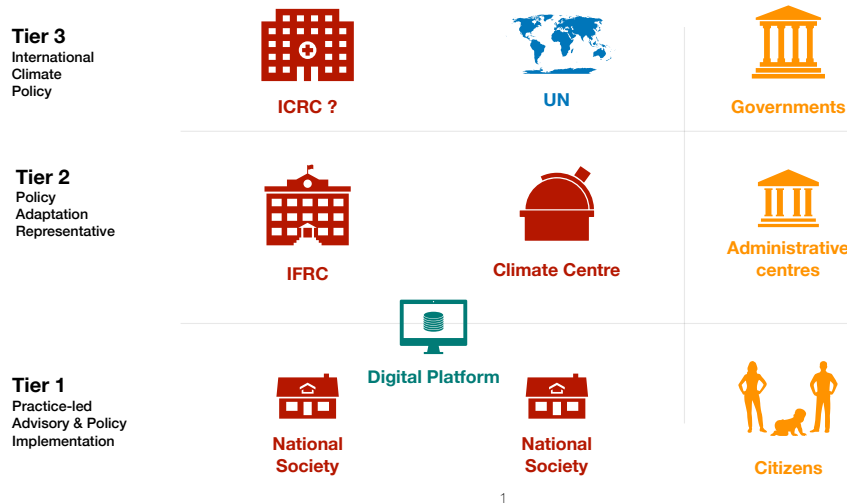 Tier 3
International
Climate
Policy
ICRC ?
UN
Governments
Tier 2
Policy
Adaptation
Representative
IFRC
Climate Centre
Administrative
centres
Digital Platform
Tier 1
Practice-led
Advisory & Policy
Implementation
National
Society
National
Society
Citizens
1